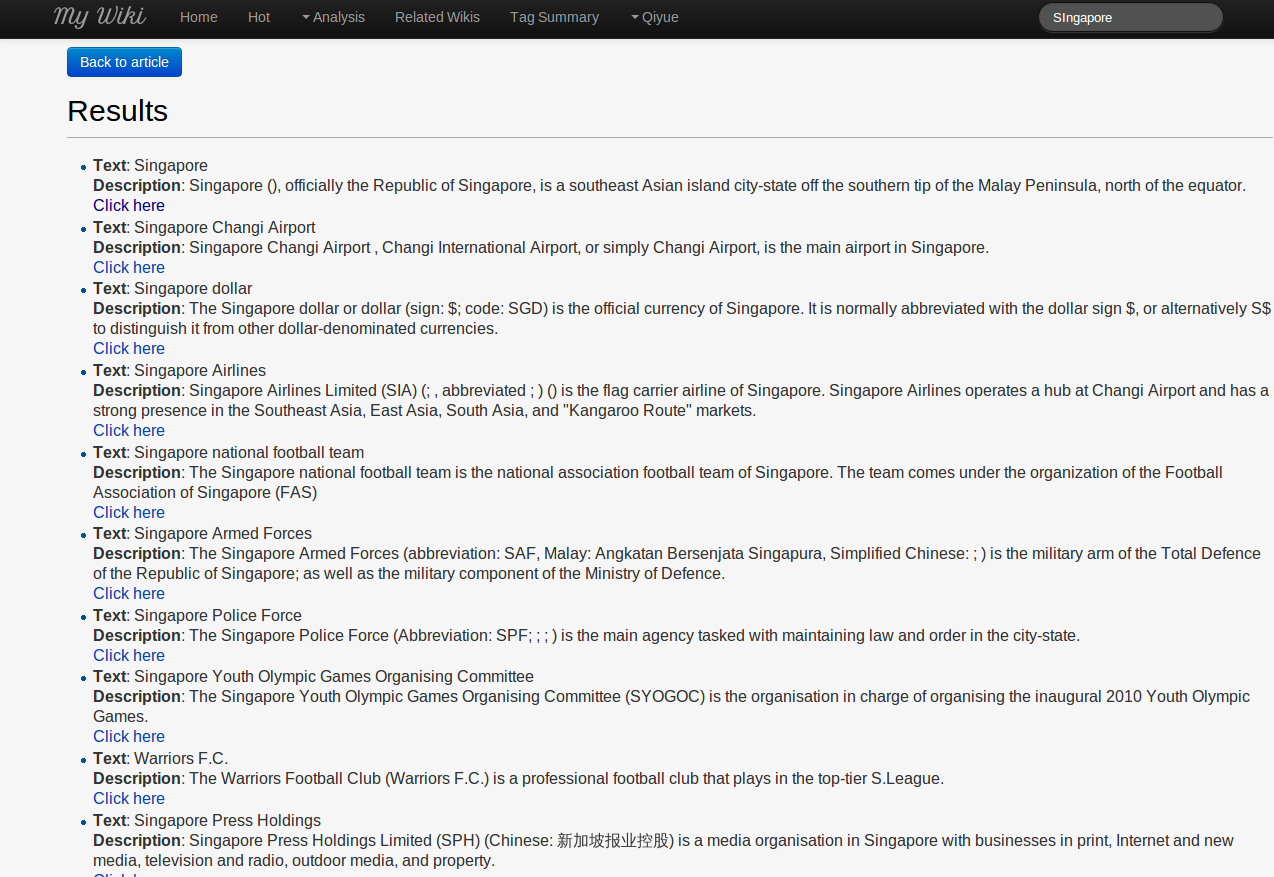 My Wiki Home Hot Analysis Related Wikis Tag Summary Qiyue SIngapore
Back to article
Results
Text: Singapore
Description: Singapore (), officially the Republic of Singapore, is a southeast Asian island city-state off the southern tip of the Malay Peninsula, north of the equator.
Click here
Text: Singapore Changi Airport
Description: Singapore Changi Airport , Changi International Airport, or simply Changi Airport, is the main airport in Singapore.
Click here
Text: Singapore dollar
Description: The Singapore dollar or dollar (sign: $; code: SGD) is the official currency of Singapore. It is normally abbreviated with the dollar sign $, or alternatively S$
to distinguish it from other dollar-denominated currencies.
Click here
Text: Singapore Airlines
Description: Singapore Airlines Limited (SIA) (; , abbreviated ; ) () is the flag carrier airline of Singapore. Singapore Airlines operates a hub at Changi Airport and has a
strong presence in the Southeast Asia, East Asia, South Asia, and "Kangaroo Route" markets.
Click here
Text: Singapore national football team
Description: The Singapore national football team is the national association football team of Singapore. The team comes under the organization of the Football
Association of Singapore (FAS)
Click here
Text: Singapore Armed Forces
Description: The Singapore Armed Forces (abbreviation: SAF, Malay: Angkatan Bersenjata Singapura, Simplified Chinese: ; ) is the military arm of the Total Defence
of the Republic of Singapore; as well as the military component of the Ministry of Defence.
Click here
Text: Singapore Police Force
Description: The Singapore Police Force (Abbreviation: SPF; ; ; ) is the main agency tasked with maintaining law and order in the city-state.
Click here
Text: Singapore Youth Olympic Games Organising Committee
Description: The Singapore Youth Olympic Games Organising Committee (SYOGOC) is the organisation in charge of organising the inaugural 2010 Youth Olympic
Games.
Click here
Text: Warriors F.C.
Description: The Warriors Football Club (Warriors F.C.) is a professional football club that plays in the top-tier S.League.
Click here
Text: Singapore Press Holdings
Description: Singapore Press Holdings Limited (SPH) (Chinese: 新加坡报业控股) is a media organisation in Singapore with businesses in print, Internet and new
media, television and radio, outdoor media, and property.